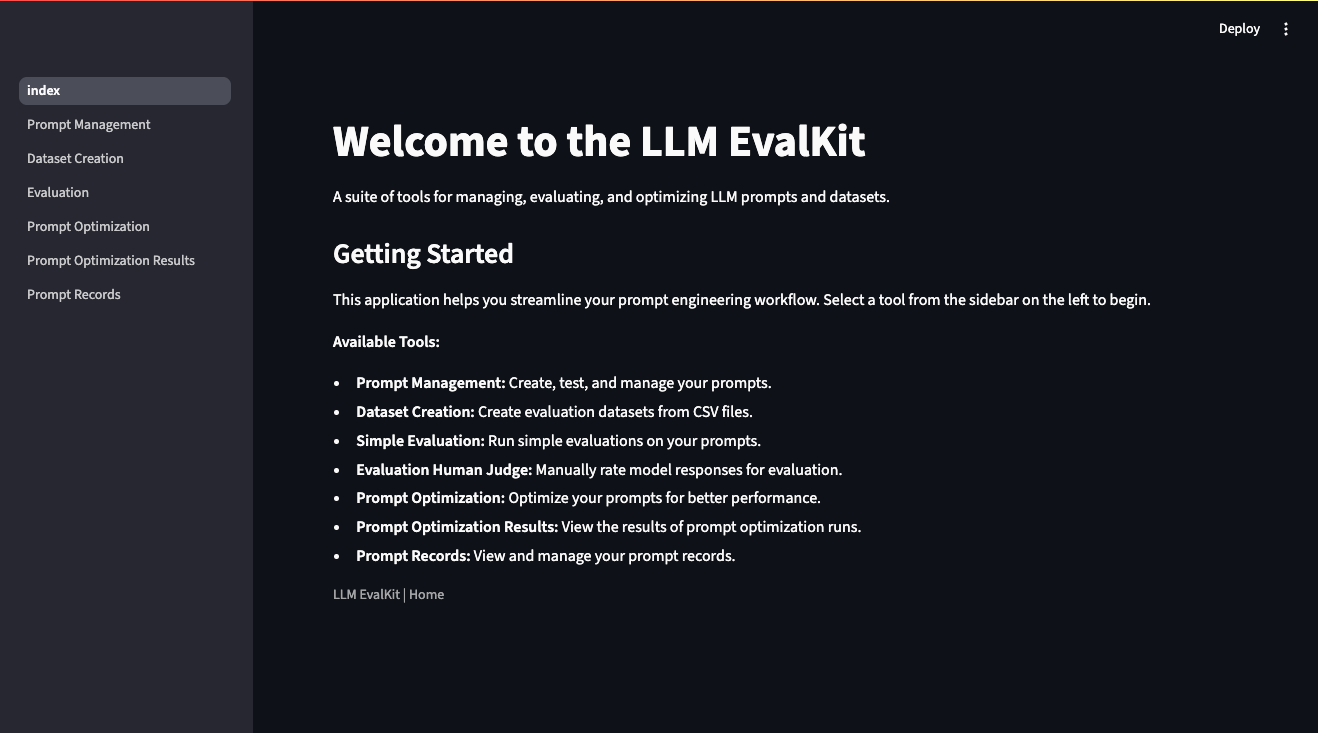 Deploy
index
Prompt Management
Dataset Creation
Evaluation
Prompt Optimization
Prompt Optimization Results
Prompt Records
Welcome to the LLM EvalKit
A suite of tools for managing, evaluating, and optimizing LLM prompts and datasets.
Getting Started
This application helps you streamline your prompt engineering workflow. Select a tool from the sidebar on the left to begin.
Available Tools:
• Prompt Management: Create, test, and manage your prompts.
• Dataset Creation: Create evaluation datasets from CSV files.
• Simple Evaluation: Run simple evaluations on your prompts.
• Evaluation Human Judge: Manually rate model responses for evaluation.
• Prompt Optimization: Optimize your prompts for better performance.
• Prompt Optimization Results: View the results of prompt optimization runs.
• Prompt Records: View and manage your prompt records.
LLM EvalKit | Home